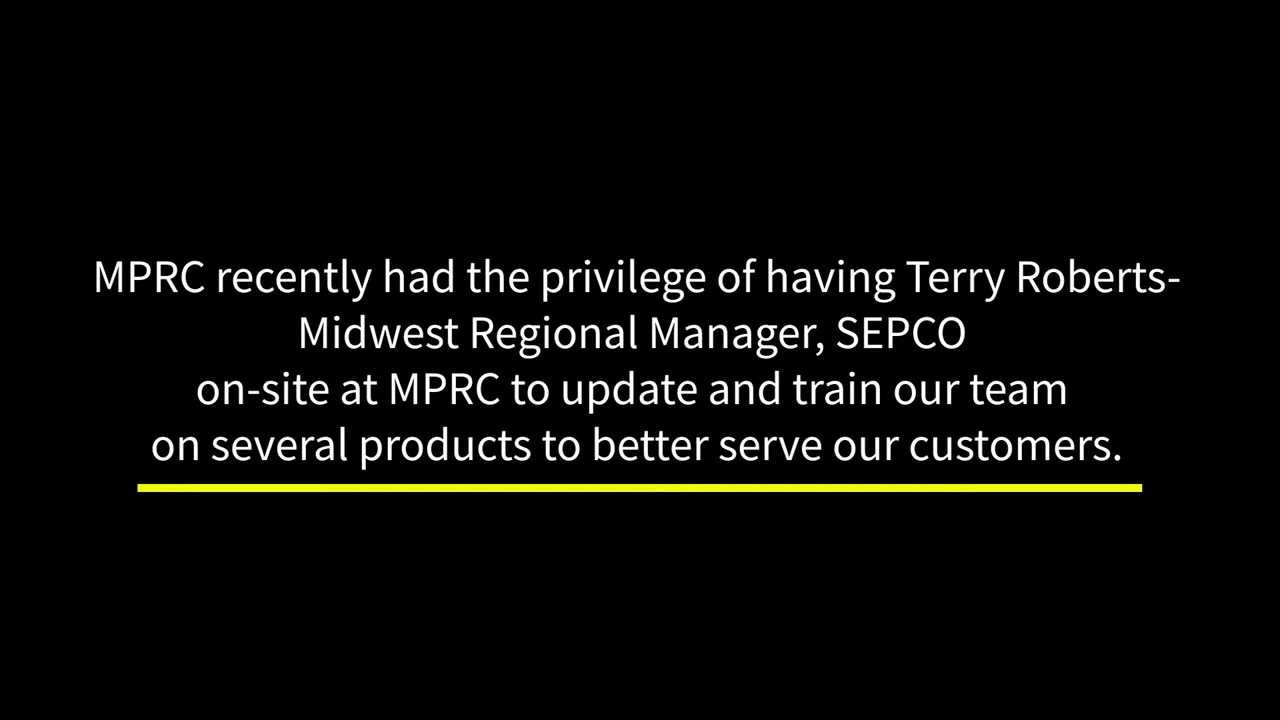 MPRC recently had the privilege of having Terry Roberts-
Midwest Regional Manager, SEPCO
on-site at MPRC to update and train our team
on several products to better serve our customers.